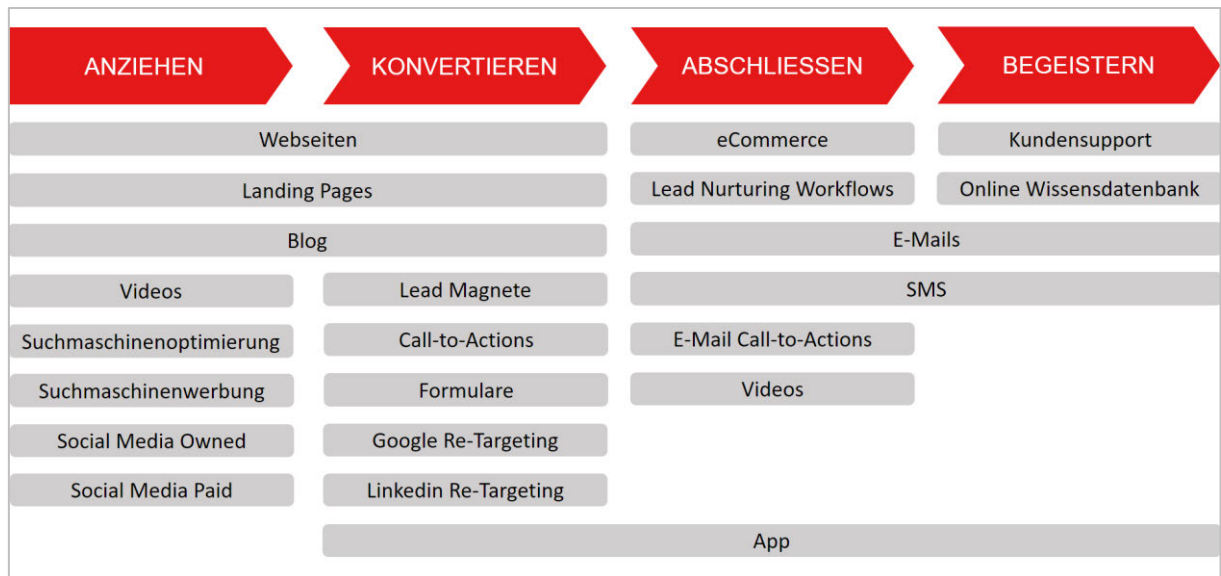 ANZIEHEN
KONVERTIEREN
ABSCHLIESSEN
BEGEISTERN
Webseiten
eCommerce
Kundensupport
Landing Pages
Lead Nurturing Workflows
Online Wissensdatenbank
Blog
E-Mails
Videos
Lead Magnete
SMS
Suchmaschinenoptimierung
Call-to-Actions
E-Mail Call-to-Actions
Suchmaschinenwerbung
Formulare
Videos
Social Media Owned
Google Re-Targeting
Social Media Paid
Linkedin Re-Targeting
App